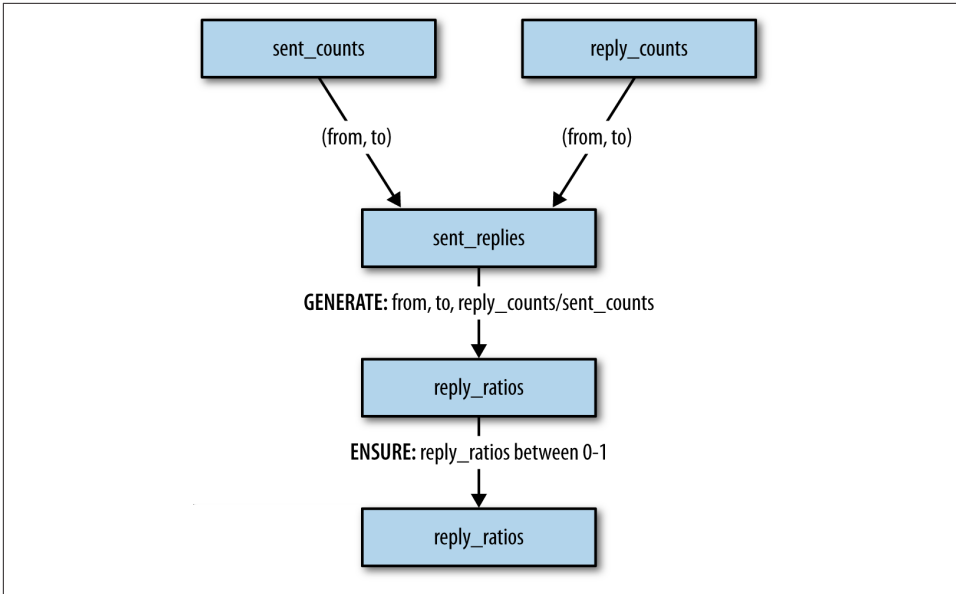 sent_counts
reply_counts
(from, to)
(from, to)
sent_replies
GENERATE: from, to, reply_counts/sent_counts
reply_ratios
ENSURE: reply_ratios between 0-1
reply_ratios